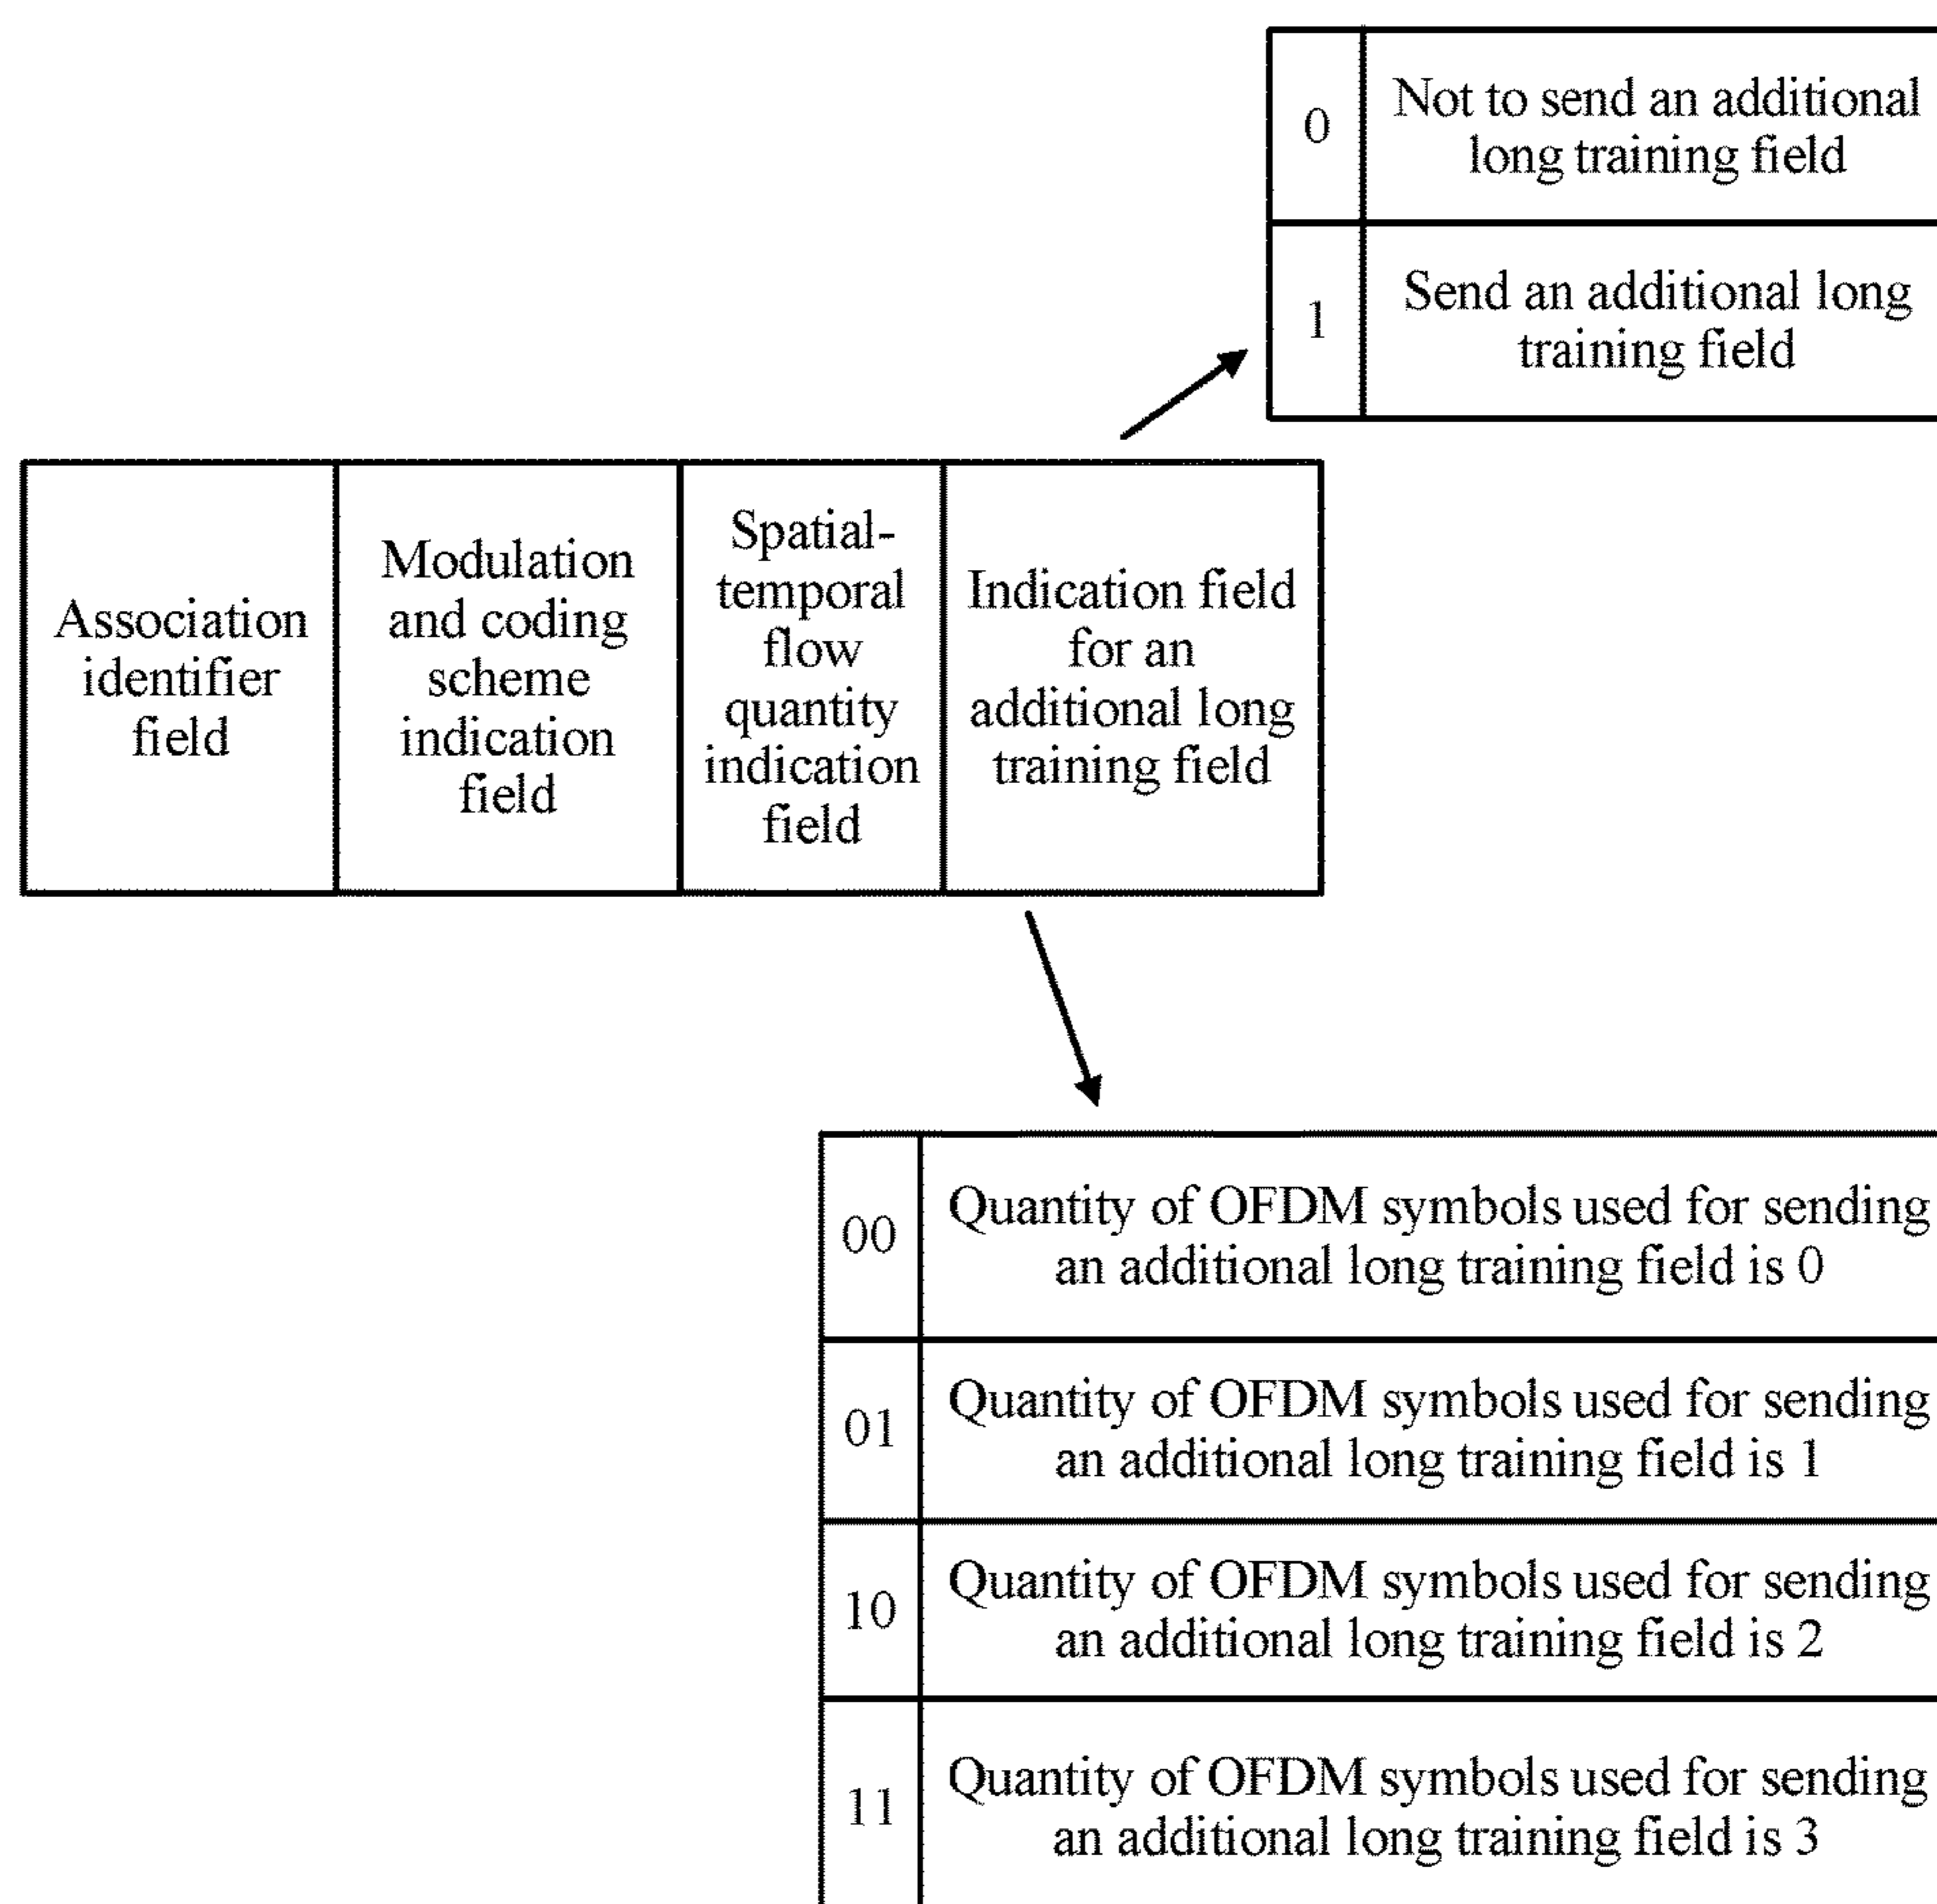 0
Not to send an additional
long training field
1
Send an additional long
training field
Association
identifier
field
Modulation
and coding
scheme
indication
field
Spatial-
temporal
flow
quantity
indication
field
Indication field
for an
additional long
training field
00
Quantity of OFDM symbols used for sending
an additional long training field is 0
01
Quantity of OFDM symbols used for sending
an additional long training field is 1
10
Quantity of OFDM symbols used for sending
an additional long training field is 2
11
Quantity of OFDM symbols used for sending
an additional long training field is 3